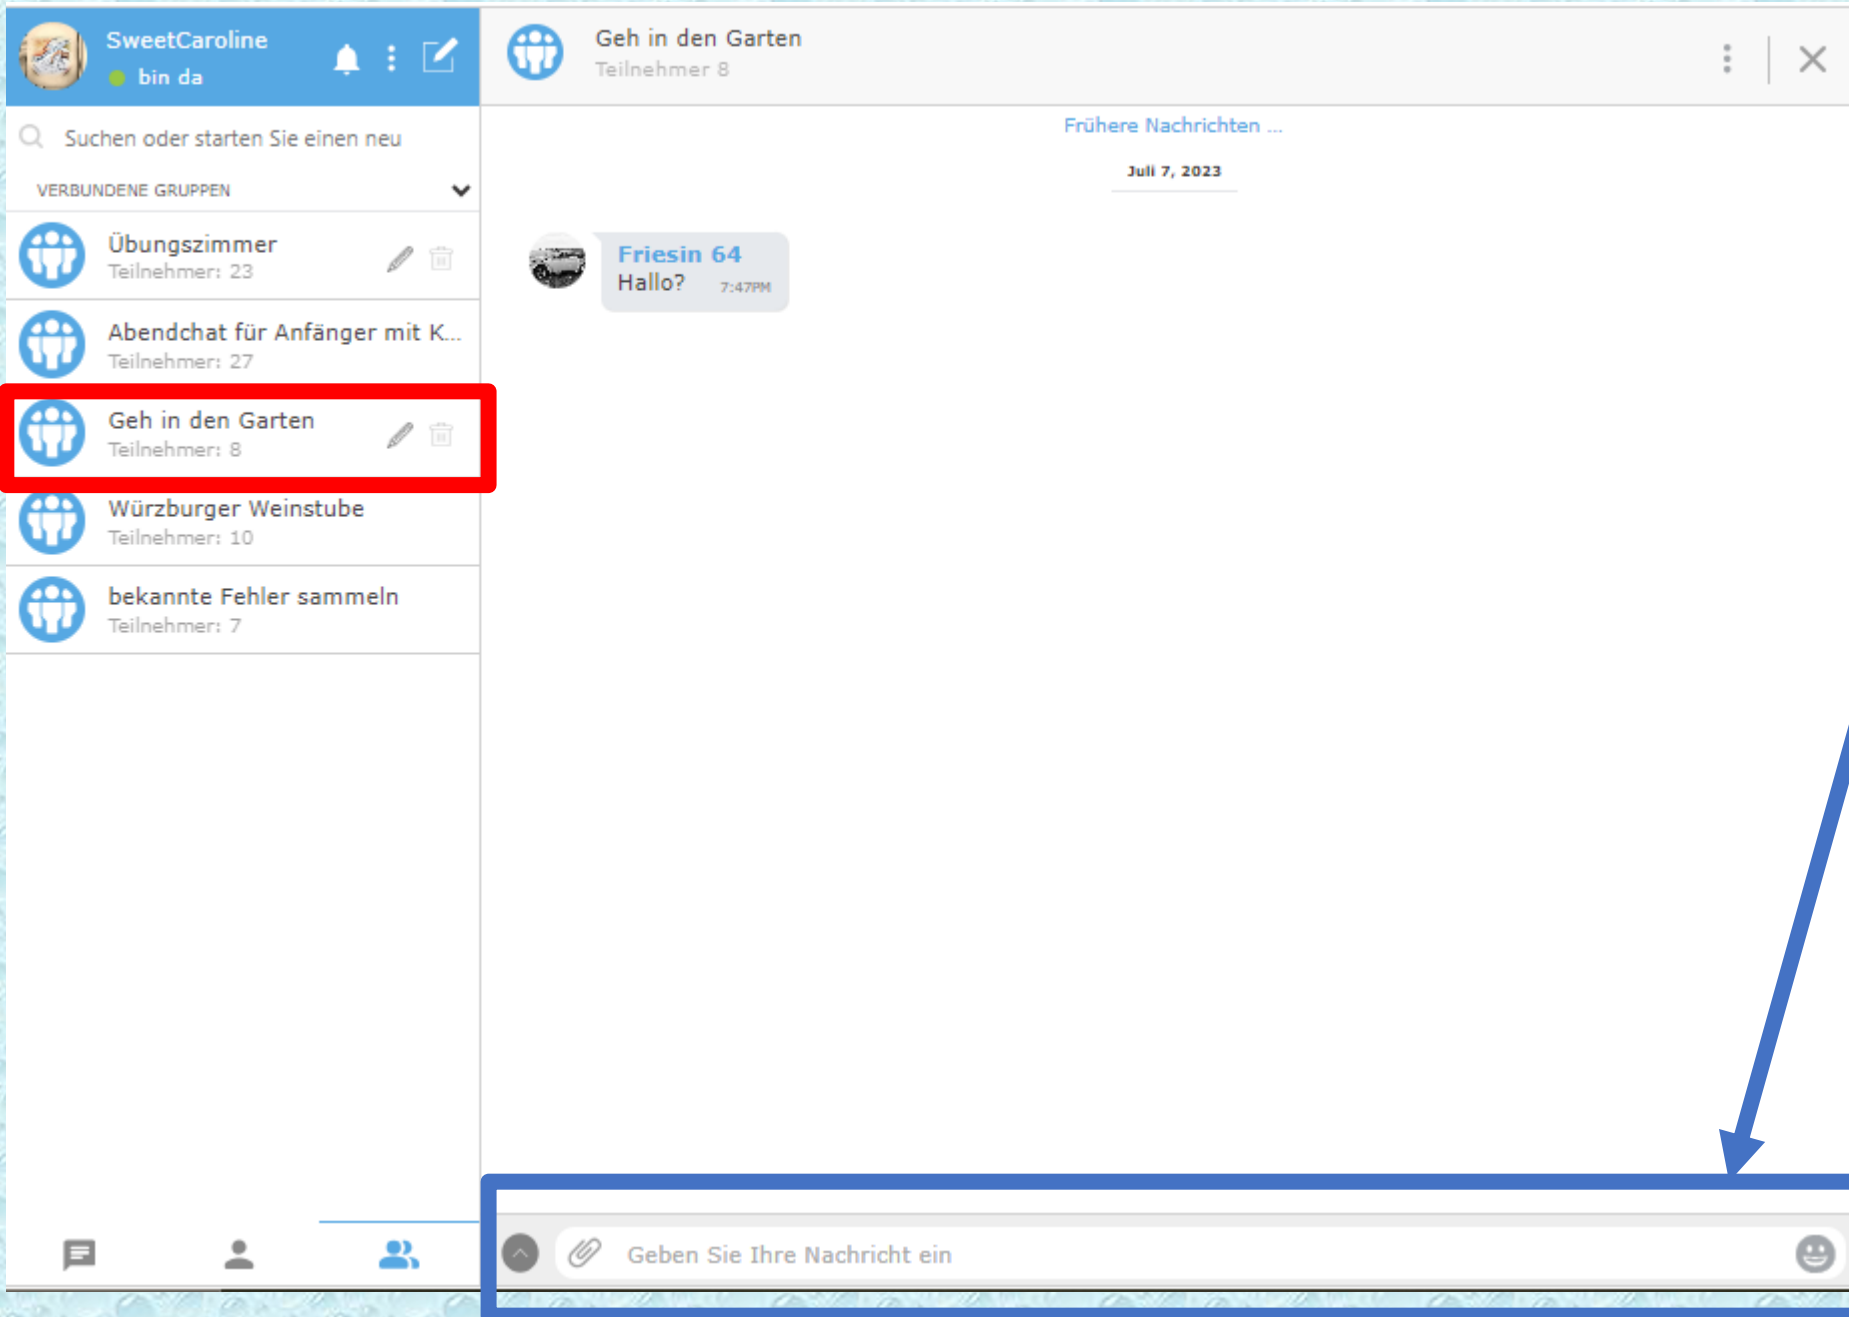 SweetCaroline
bin da
Suchen oder starten Sie einen neu
VERBUNDENE GRUPPEN
Übungszimmer
Teilnehmer: 23
Abendchat für Anfänger mit K...
Teilnehmer: 27
Geh in den Garten
Teilnehmer: 8
Würzburger Weinstube
Teilnehmer: 10
bekannte Fehler sammeln
Teilnehmer: 7
Geh in den Garten
Teilnehmer 8
Frühere Nachrichten ...
Juli 7, 2023
Friesin 64
Hallo? 7:47PM
Geben Sie Ihre Nachricht ein